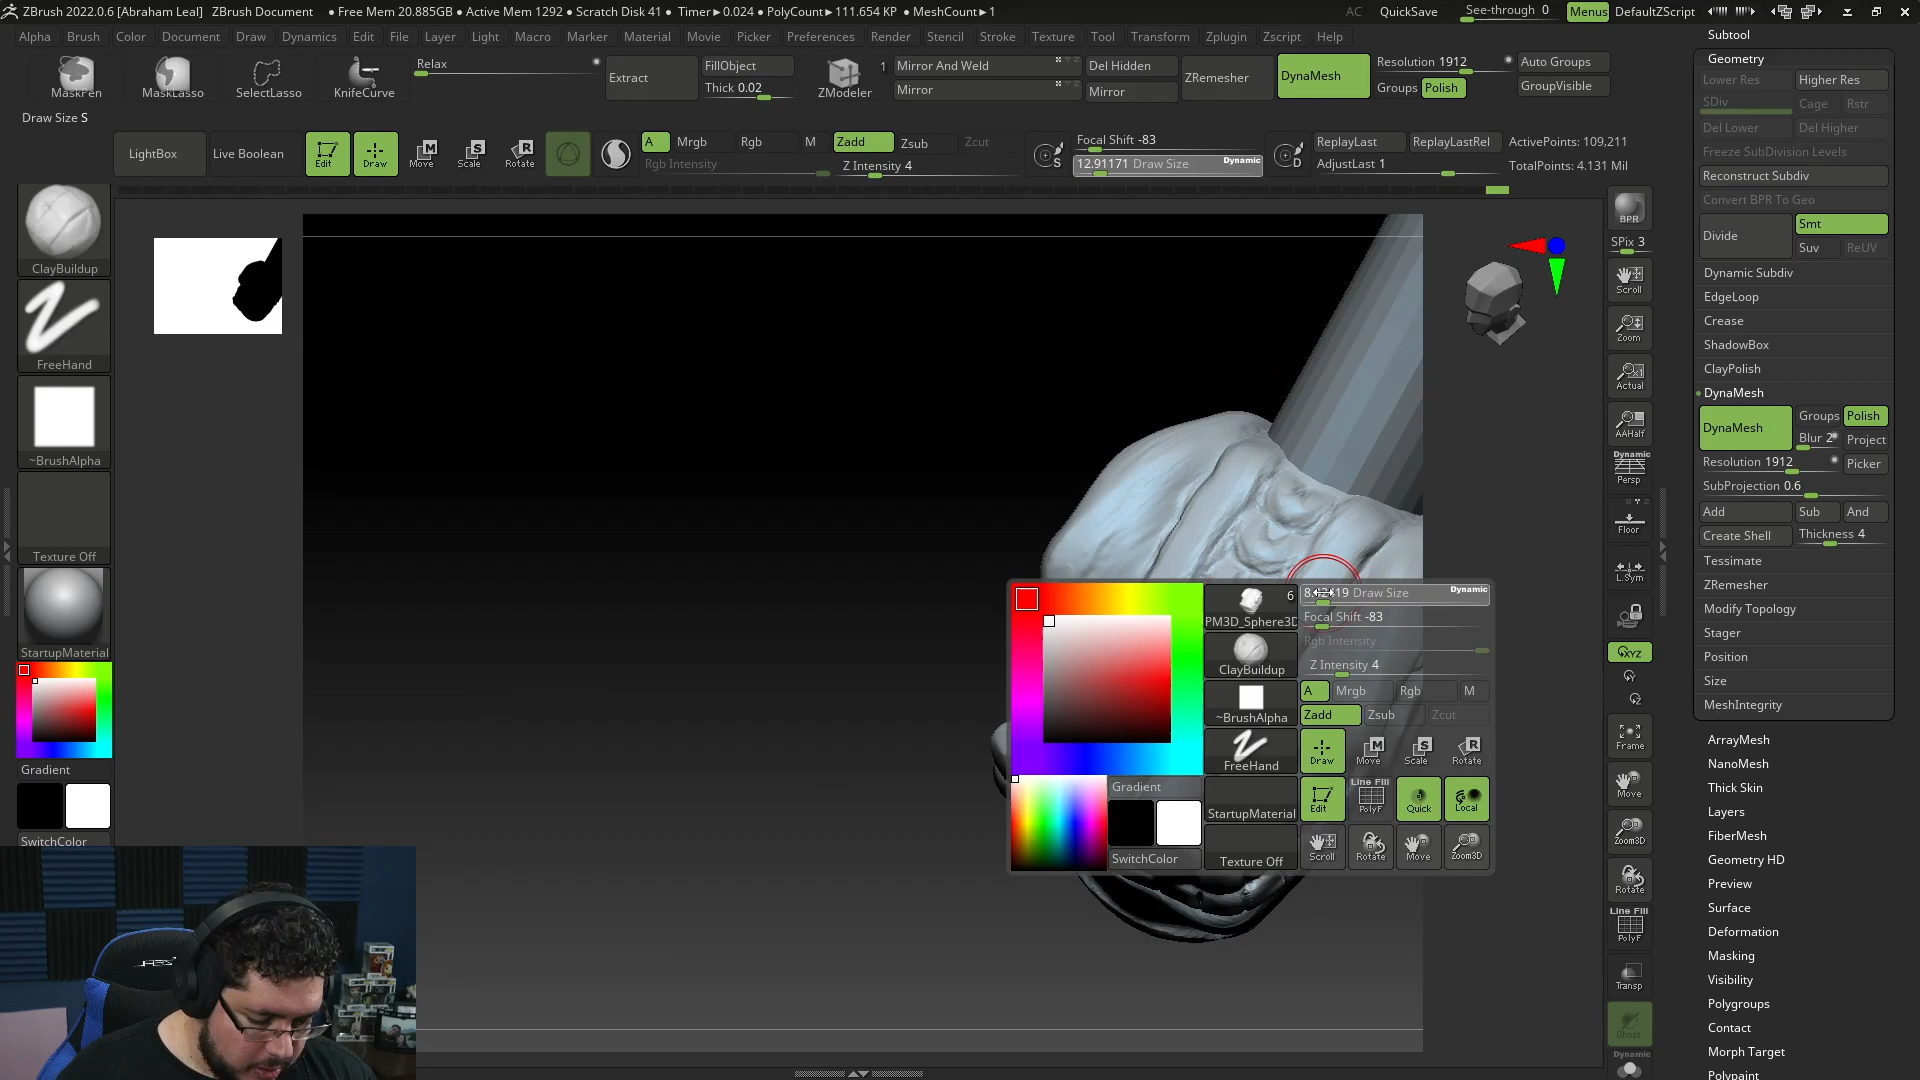 ZBrush 2022.0.6 [Abraham Leal] ZBrush Document • Free Mem 20.885GB • Active Mem 1292 • Scratch Disk 41 • Timer►0.024 • PolyCount►111.654 KP • MeshCount►1 AC QuickSave See-through 0 Menus DefaultZScript
Alpha Brush Color Document Draw Dynamics Edit File Layer Light Macro Marker Material Movie Picker Preferences Render Stencil Stroke Texture Tool Transform Zplugin Zscript Help
MaskPen MaskLasso SelectLasso KnifeCurve Relax Extract FillObject Thick 0.02 1 ZModeler Mirror And Weld Mirror Del Hidden Mirror ZRemesher DynaMesh Resolution 1912 Groups Polish Auto Groups GroupVisible
Draw Size S
LightBox Live Boolean Edit Draw Move Scale Rotate A Mrgb Rgb M Rgb Intensity Zadd Zsub Zcut Z Intensity 4 S Focal Shift -83 12.91171 Draw Size Dynamic D ReplayLast ReplayLastRel AdjustLast 1 ActivePoints: 109,211 TotalPoints: 4.131 Mil
ClayBuildup
FreeHand
~BrushAlpha
Texture Off
StartupMaterial
Gradient
SwitchColor
6
PM3D_Sphere3D
ClayBuildup
~BrushAlpha
FreeHand
StartupMaterial
Texture Off
Gradient
SwitchColor
Draw Size Dynamic
Focal Shift -83
Rgb Intensity
Z Intensity 4
A Mrgb Rgb M
Zadd Zsub Zcut
Draw Move Scale Rotate
Line Fill
Edit PolyF Quick Local
Scroll Rotate Move Zoom3D
BPR
SPix 3
Scroll
Zoom
Actual
AAHalf
Dynamic
Persp
Floor
L.Sym
XYZ
Frame
Move
Zoom3D
Rotate
Line Fill
PolyF
Transp
Ghost
Dynamic
Subtool
Geometry
Lower Res Higher Res
SDiv Cage Rstr
Del Lower Del Higher
Freeze SubDivision Levels
Reconstruct Subdiv
Convert BPR To Geo
Divide Smt
Suv ReUV
Dynamic Subdiv
EdgeLoop
Crease
ShadowBox
ClayPolish
DynaMesh
DynaMesh Groups Polish
Blur 2 Project
Resolution 1912 Picker
SubProjection 0.6
Add Sub And
Create Shell Thickness 4
Tessimate
ZRemesher
Modify Topology
Stager
Position
Size
MeshIntegrity
ArrayMesh
NanoMesh
Thick Skin
Layers
FiberMesh
Geometry HD
Preview
Surface
Deformation
Masking
Visibility
Polygroups
Contact
Morph Target
Polypaint